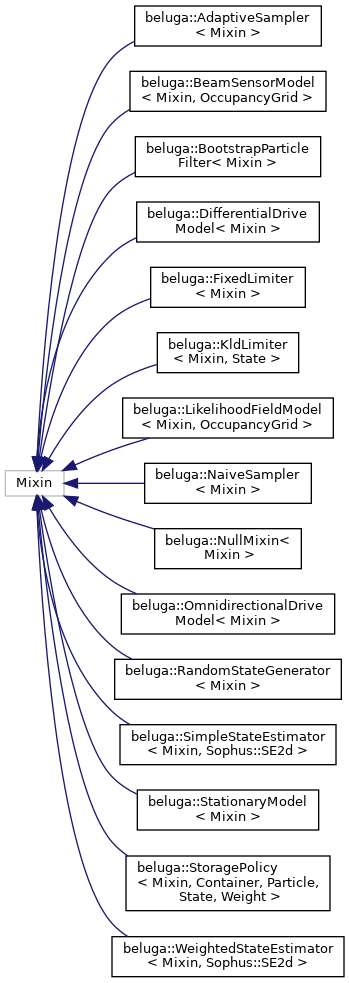 beluga::AdaptiveSampler
< Mixin >
beluga::BeamSensorModel
< Mixin, OccupancyGrid >
beluga::BootstrapParticle
Filter< Mixin >
beluga::DifferentialDrive
Model< Mixin >
beluga::FixedLimiter
< Mixin >
beluga::KldLimiter
< Mixin, State >
beluga::LikelihoodFieldModel
< Mixin, OccupancyGrid >
Mixin
beluga::NaiveSampler
< Mixin >
beluga::NullMixin<
Mixin >
beluga::OmnidirectionalDrive
Model< Mixin >
beluga::RandomStateGenerator
< Mixin >
beluga::SimpleStateEstimator
< Mixin, Sophus::SE2d >
beluga::StationaryModel
< Mixin >
beluga::StoragePolicy
< Mixin, Container, Particle,
State, Weight >
beluga::WeightedStateEstimator
< Mixin, Sophus::SE2d >